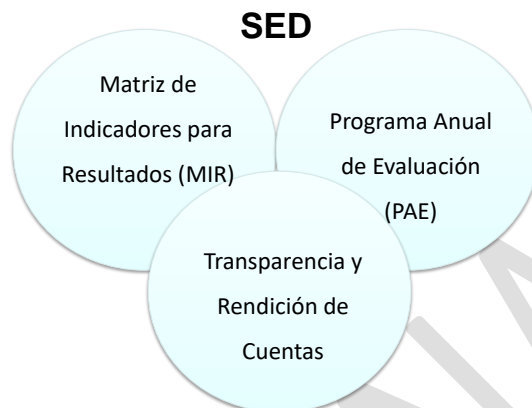 SED
Matriz de
Indicadores para
Resultados (MIR)
Programa Anual
de Evaluación
(PAE)
Transparencia y
Rendición de
Cuentas